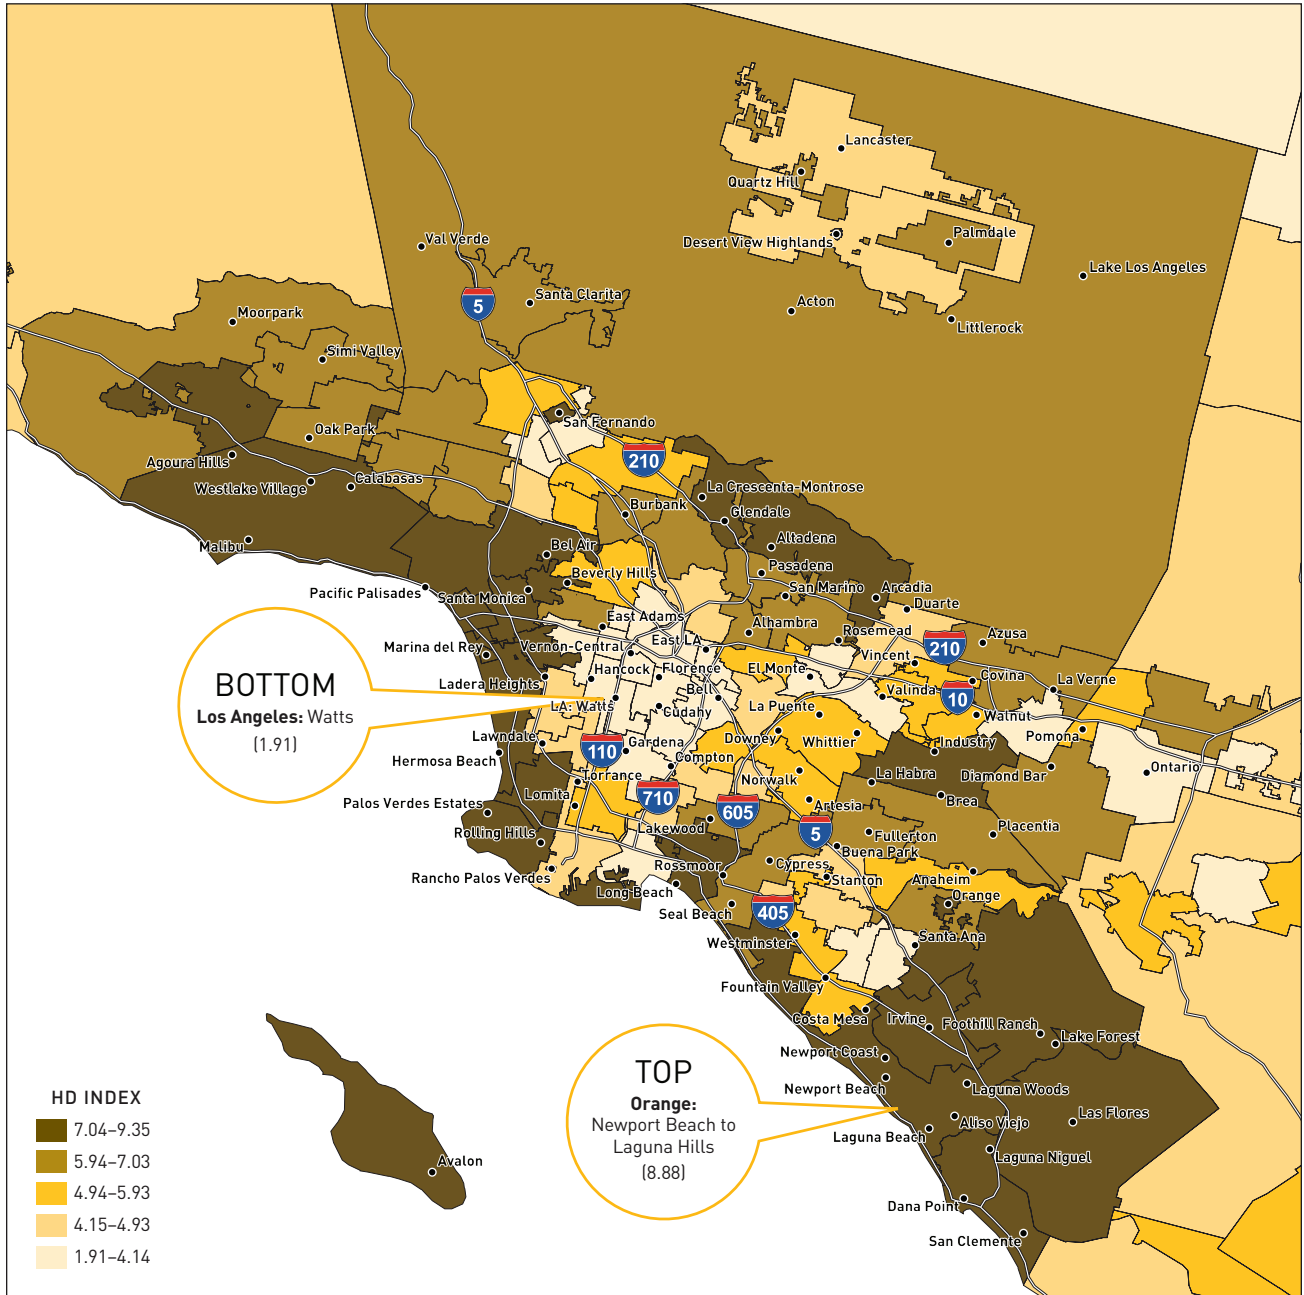 Lancaster
Quartz Hill
Desert View Highlands
Palmdale
Val Verde
Lake Los Angeles
Santa Clarita
Acton
5
Littlerock
Moorpark
Simi Valley
San Fernando
Oak Park
210
Agoura Hills
Westlake Village
Calabasas
La Crescenta-Montrose
Burbank
Glendale
Malibu
Bel Air
Altadena
Beverly Hills
Pasadena
Pacific Palisades
Santa Monica
San Marino
Arcadia
Duarte
East Adams
Alhambra
Rosemead
Azusa
Marina del Rey
Vernon-Central
East LA
210
Vincent
Hancock
Florence
El Monte
Covina
La Verne
Ladera Heights
Bell
Valinda
10
BOTTOM
Los Angeles: Watts
(1.91)
LA: Watts
Cudahy
La Puente
Walnut
Lawndale
Gardena
Downey
Whittier
Industry
Pomona
110
Hermosa Beach
Compton
Torrance
Norwalk
La Habra
Diamond Bar
Ontario
Palos Verdes Estates
Lomita
710
605
Artesia
Brea
Rolling Hills
Lakewood
5
Fullerton
Placentia
Buena Park
Rancho Palos Verdes
Rossmoor
Cypress
Stanton
Anaheim
Long Beach
Orange
Seal Beach
405
Westminster
Santa Ana
Fountain Valley
Costa Mesa
Irvine
Foothill Ranch
Lake Forest
Newport Coast
TOP
Orange:
Newport Beach to
Laguna Hills
(8.88)
Newport Beach
Laguna Woods
Aliso Viejo
Las Flores
Laguna Beach
Laguna Niguel
Avalon
Dana Point
San Clemente
HD INDEX
7.04–9.35
5.94–7.03
4.94–5.93
4.15–4.93
1.91–4.14